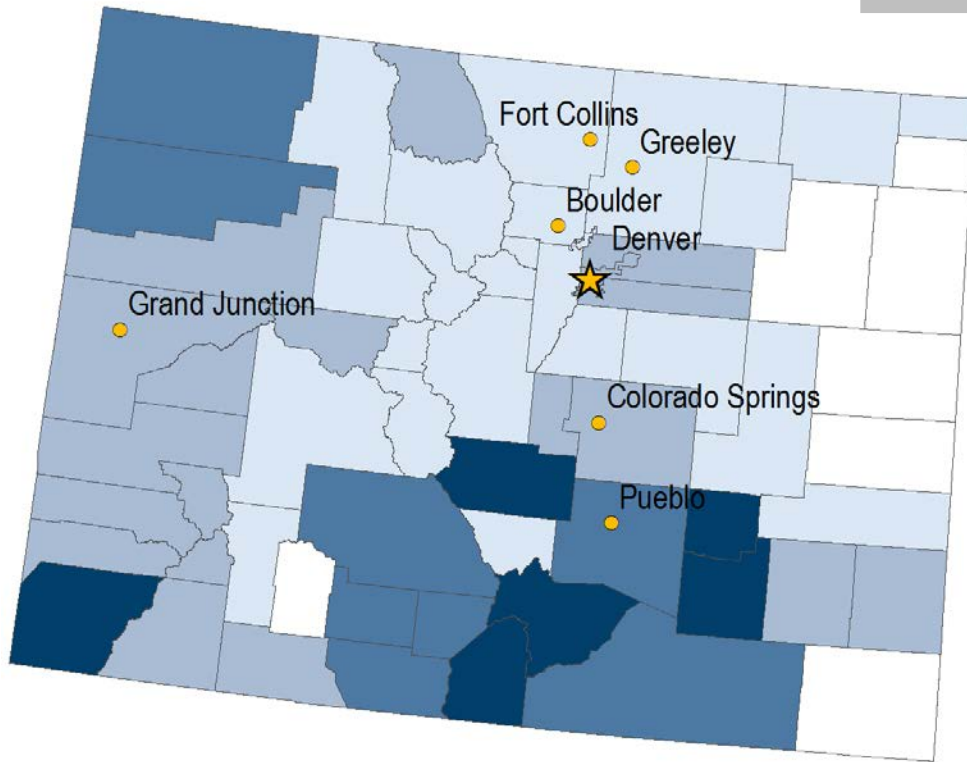 Fort Collins
Greeley
Boulder
Denver
Grand Junction
Colorado Springs
Pueblo